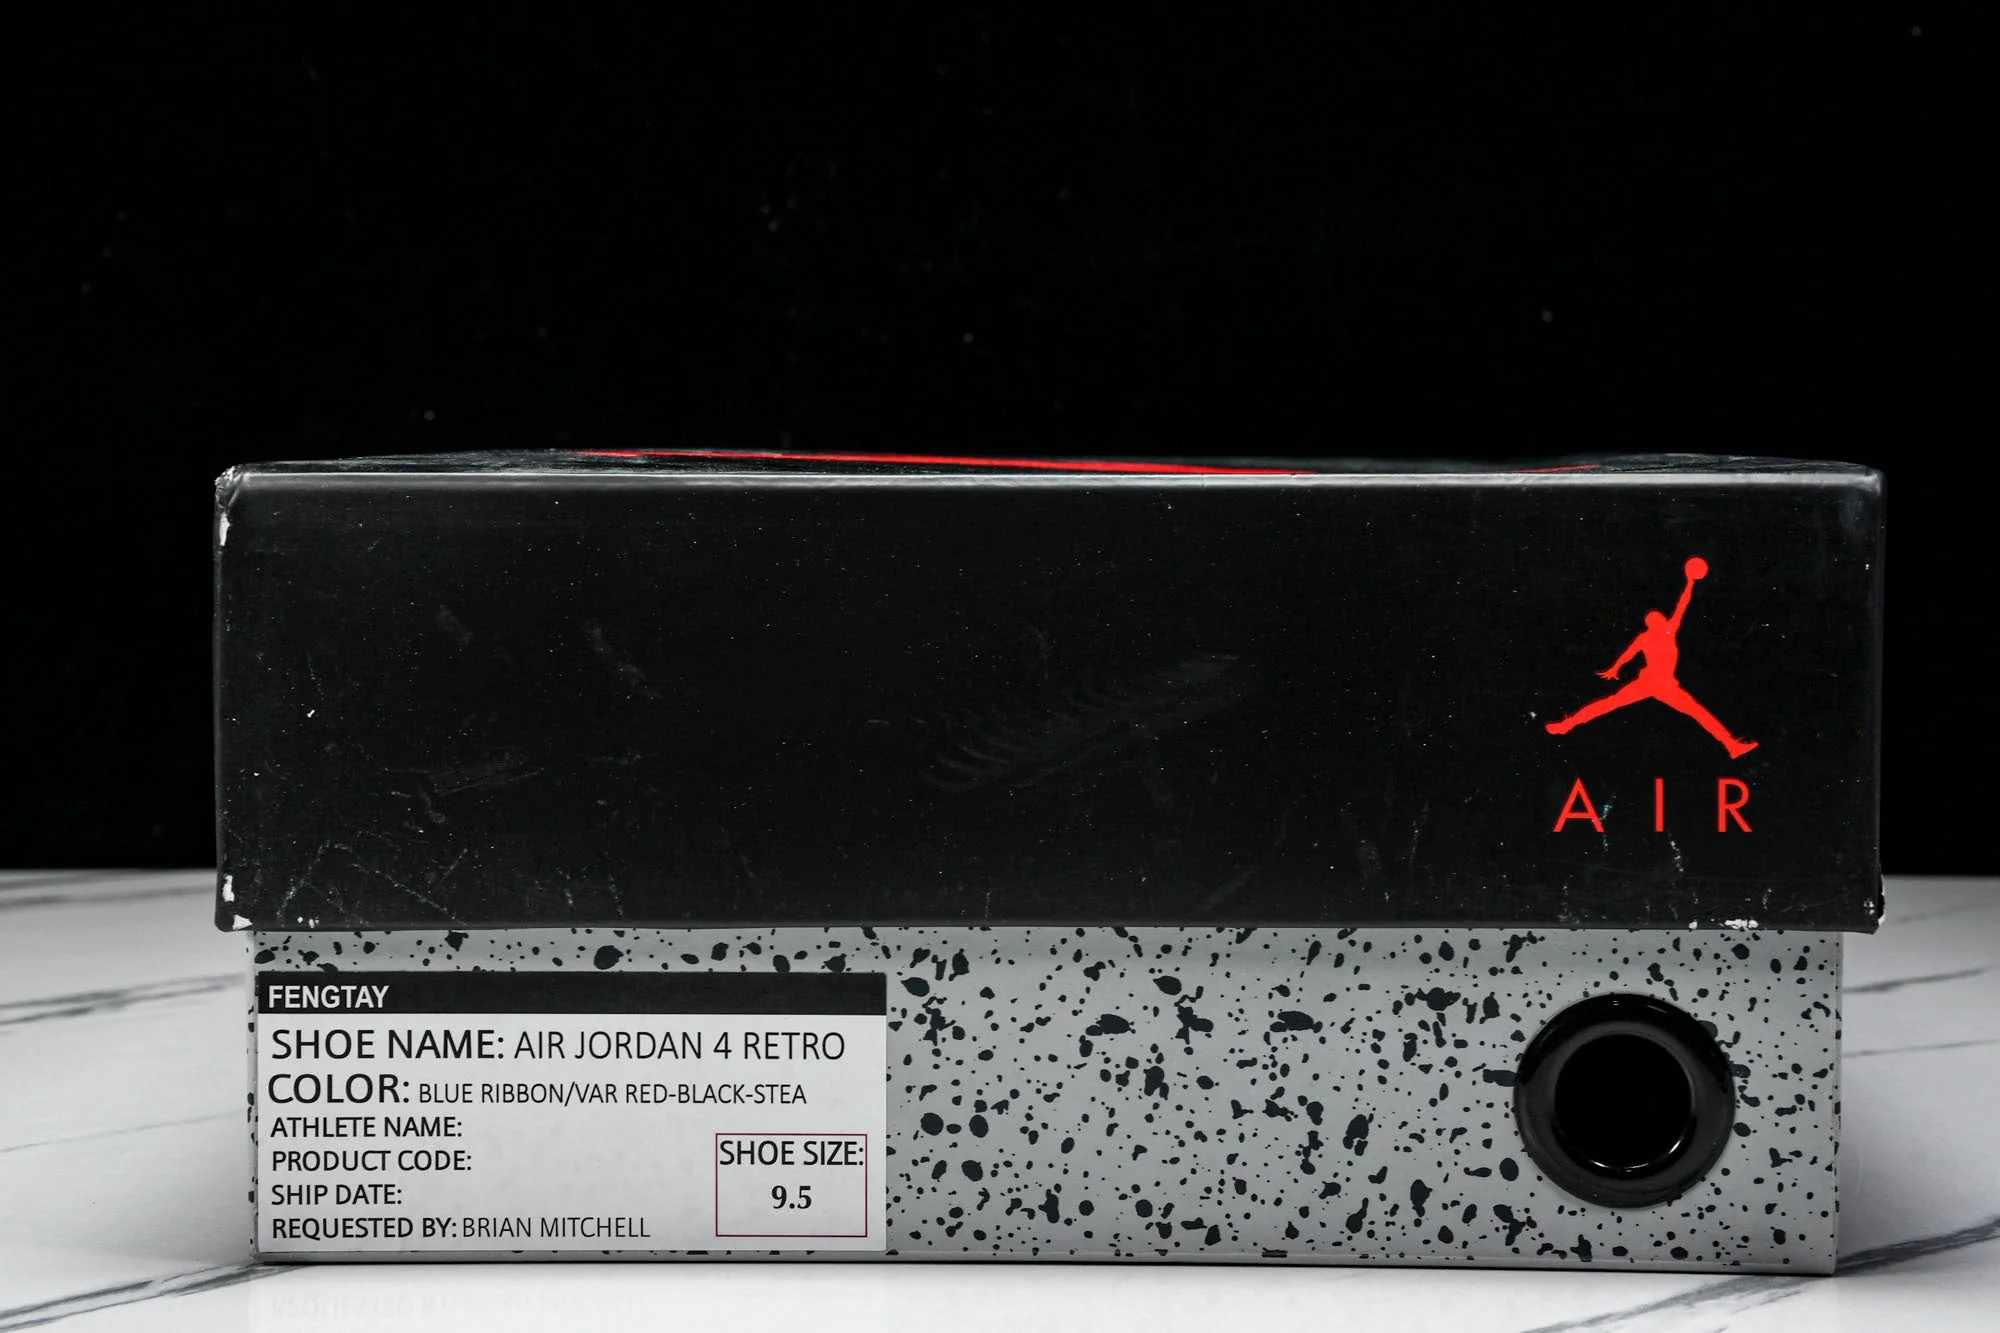 AIR
FENGTAY
SHOE NAME: AIR JORDAN 4 RETRO
COLOR: BLUE RIBBON/VAR RED-BLACK-STEA
ATHLETE NAME:
PRODUCT CODE:
SHIP DATE:
REQUESTED BY: BRIAN MITCHELL
SHOE SIZE:
9.5